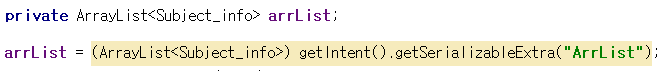 private ArrayList<Subject_info> arrList;
arrList = (ArrayList<Subject_info>) getIntent().getSerializableExtra("ArrList");